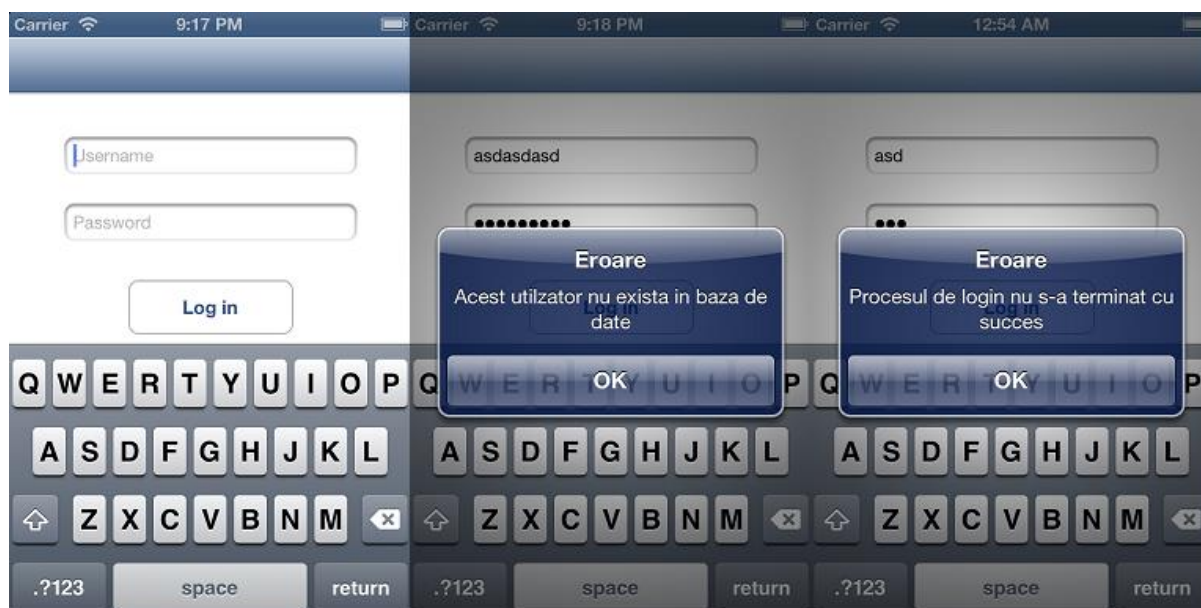 Carrier 9:17 PM
Username
Password
Log in
Q W E R T Y U I O P
A S D F G H J K L
Z X C V B N M
.?123 space return
Carrier 9:18 PM
asdasdasd
•••••••••
Eroare
Acest utilzator nu exista in baza de
date
Log in
OK
Q W E R T Y U I O P
A S D F G H J K L
Z X C V B N M
.?123 space return
Carrier 12:54 AM
asd
•••
Eroare
Procesul de login nu s-a terminat cu
succes
Log in
OK
Q W E R T Y U I O P
A S D F G H J K L
Z X C V B N M
.?123 space return